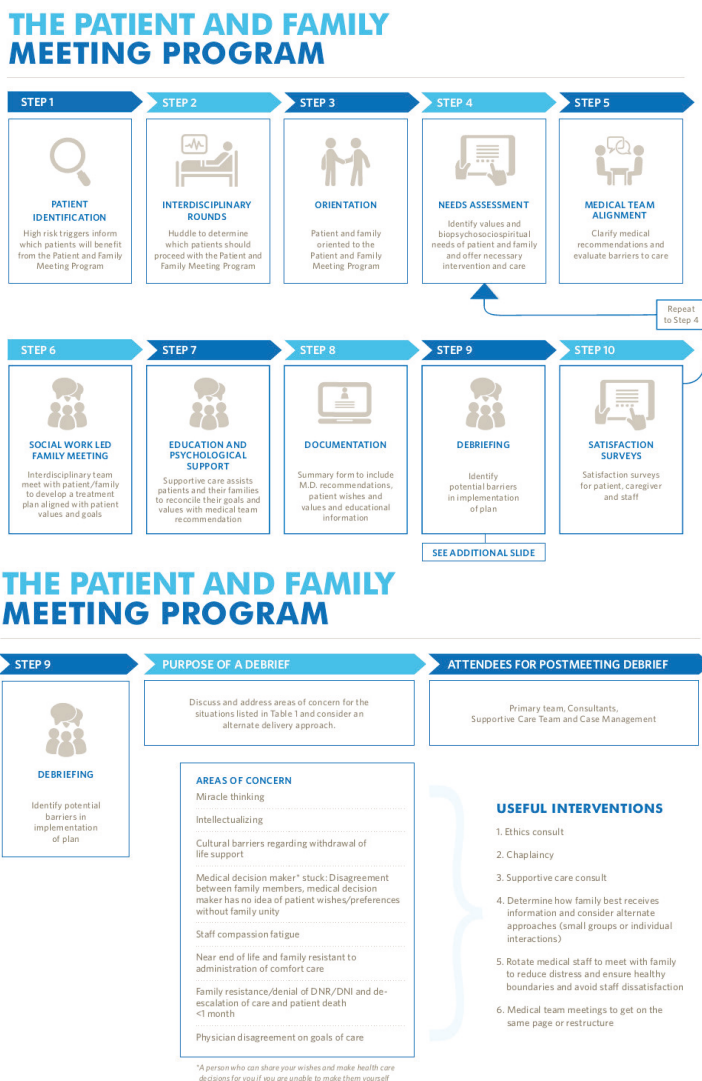 THE PATIENT AND FAMILY
MEETING PROGRAM
STEP 1
PATIENT
IDENTIFICATION
High risk triggers inform
which patients will benefit
from the Patient and Family
Meeting Program
STEP 2
INTERDISCIPLINARY
ROUNDS
Huddle to determine
which patients should
proceed with the Patient and
Family Meeting Program
STEP 3
ORIENTATION
Patient and family
oriented to the
Patient and Family
Meeting Program
STEP 4
NEEDS ASSESSMENT
Identify values and
biopsychosociospiritual
needs of patient and family
and offer necessary
intervention and care
STEP 5
MEDICAL TEAM
ALIGNMENT
Clarify medical
recommendations and
evaluate barriers to care
Repeat
to Step 4
STEP 6
SOCIAL WORK LED
FAMILY MEETING
Interdisciplinary team
meet with patient/family
to develop a treatment
plan aligned with patient
values and goals
STEP 7
EDUCATION AND
PSYCHOLOGICAL
SUPPORT
Supportive care assists
patients and their families
to reconcile their goals and
values with medical team
recommendation
STEP 8
DOCUMENTATION
Summary form to include
M.D. recommendations,
patient wishes and
values and educational
information
STEP 9
DEBRIEFING
Identify
potential barriers
in implementation
of plan
SEE ADDITIONAL SLIDE
STEP 10
SATISFACTION
SURVEYS
Satisfaction surveys
for patient, caregiver
and staff
THE PATIENT AND FAMILY
MEETING PROGRAM
STEP 9
DEBRIEFING
Identify potential
barriers in
implementation
of plan
PURPOSE OF A DEBRIEF
Discuss and address areas of concern for the
situations listed in Table 1 and consider an
alternate delivery approach.
ATTENDEES FOR POSTMEETING DEBRIEF
Primary team, Consultants,
Supportive Care Team and Case Management
AREAS OF CONCERN
Miracle thinking
Intellectualizing
Cultural barriers regarding withdrawal of
life support
Medical decision maker* stuck: Disagreement
between family members, medical decision
maker has no idea of patient wishes/preferences
without family unity
Staff compassion fatigue
Near end of life and family resistant to
administration of comfort care
Family resistance/denial of DNR/DNI and de-
escalation of care and patient death
<1 month
Physician disagreement on goals of care
*A person who can share your wishes and make health care
decisions for you if you are unable to make them yourself
USEFUL INTERVENTIONS
1. Ethics consult
2. Chaplaincy
3. Supportive care consult
4. Determine how family best receives
information and consider alternate
approaches (small groups or individual
interactions)
5. Rotate medical staff to meet with family
to reduce distress and ensure healthy
boundaries and avoid staff dissatisfaction
6. Medical team meetings to get on the
same page or restructure